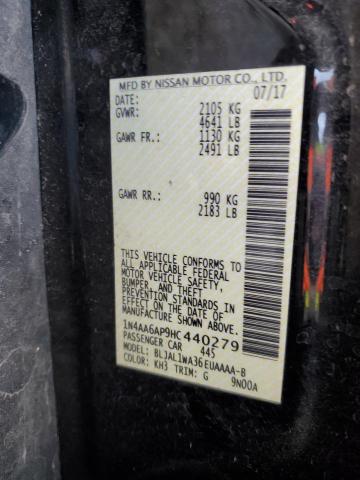 MFD BY NISSAN MOTOR CO., LTD.
DATE: 07/17
GVWR: 2105 KG
4641 LB
GAWR FR.: 1130 KG
2491 LB
GAWR RR.: 990 KG
2183 LB
THIS VEHICLE CONFORMS TO
ALL APPLICABLE FEDERAL
MOTOR VEHICLE SAFETY,
BUMPER, AND THEFT
PREVENTION STANDARDS IN
EFFECT ON THE DATE OF
MANUFACTURE SHOWN ABOVE.
1N4AA6AP9HC440279
PASSENGER CAR 445
MODEL: BLJAL1WA36EUAAAA-B
COLOR: KH3 TRIM: G 9N00A